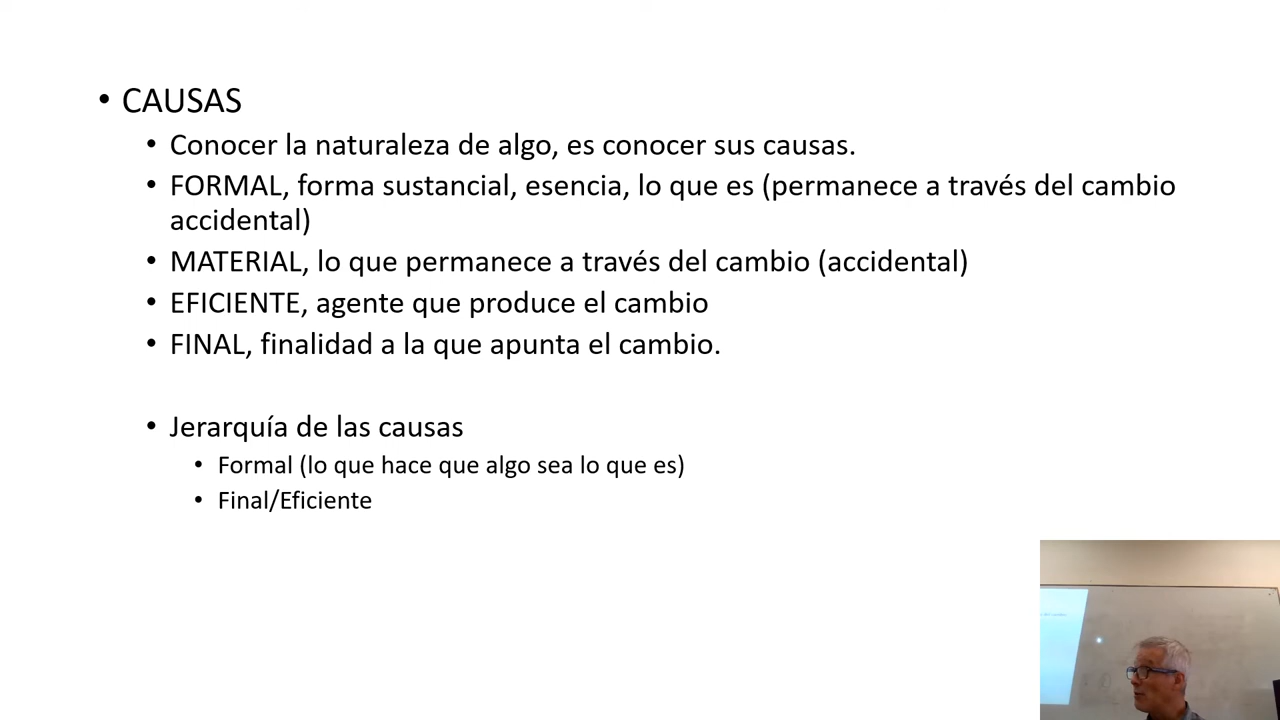 • CAUSAS
• Conocer la naturaleza de algo, es conocer sus causas.
• FORMAL, forma sustancial, esencia, lo que es (permanece a través del cambio
accidental)
• MATERIAL, lo que permanece a través del cambio (accidental)
• EFICIENTE, agente que produce el cambio
• FINAL, finalidad a la que apunta el cambio.
• Jerarquía de las causas
• Formal (lo que hace que algo sea lo que es)
• Final/Eficiente